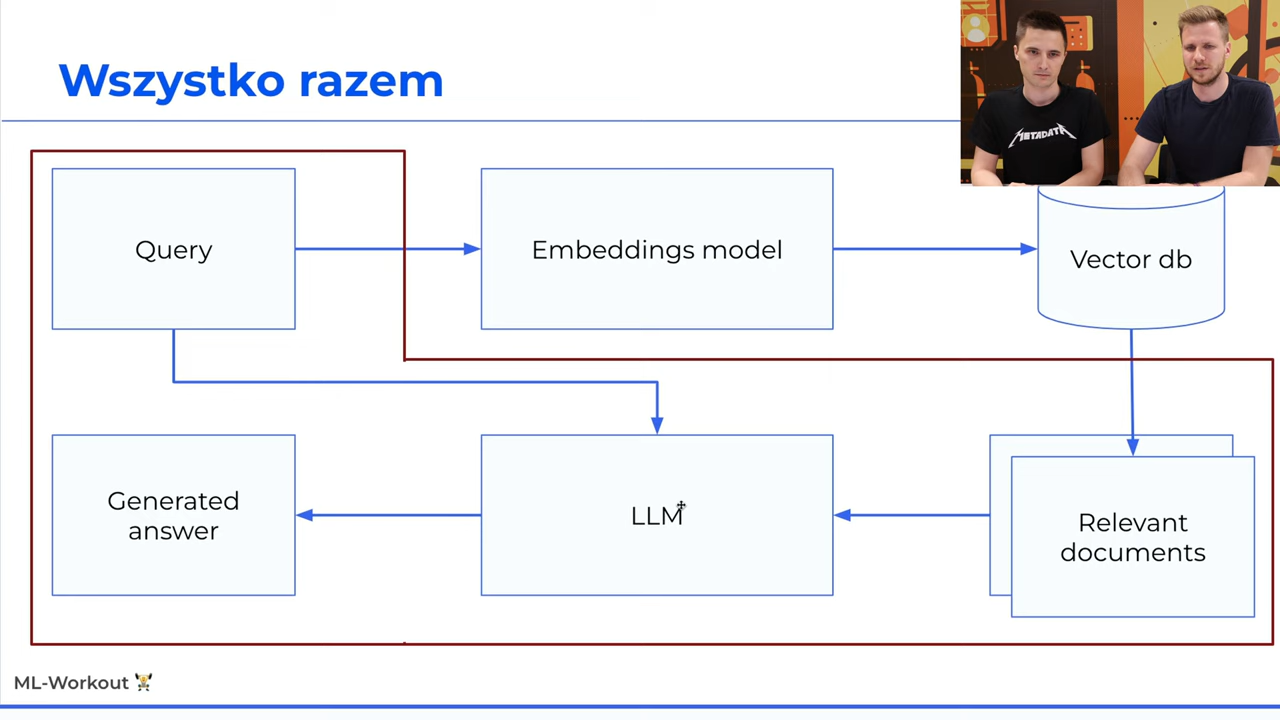 Wszystko razem
METADATA
Query
Embeddings model
Vector db
Generated
answer
LLM
Relevant
documents
ML-Workout